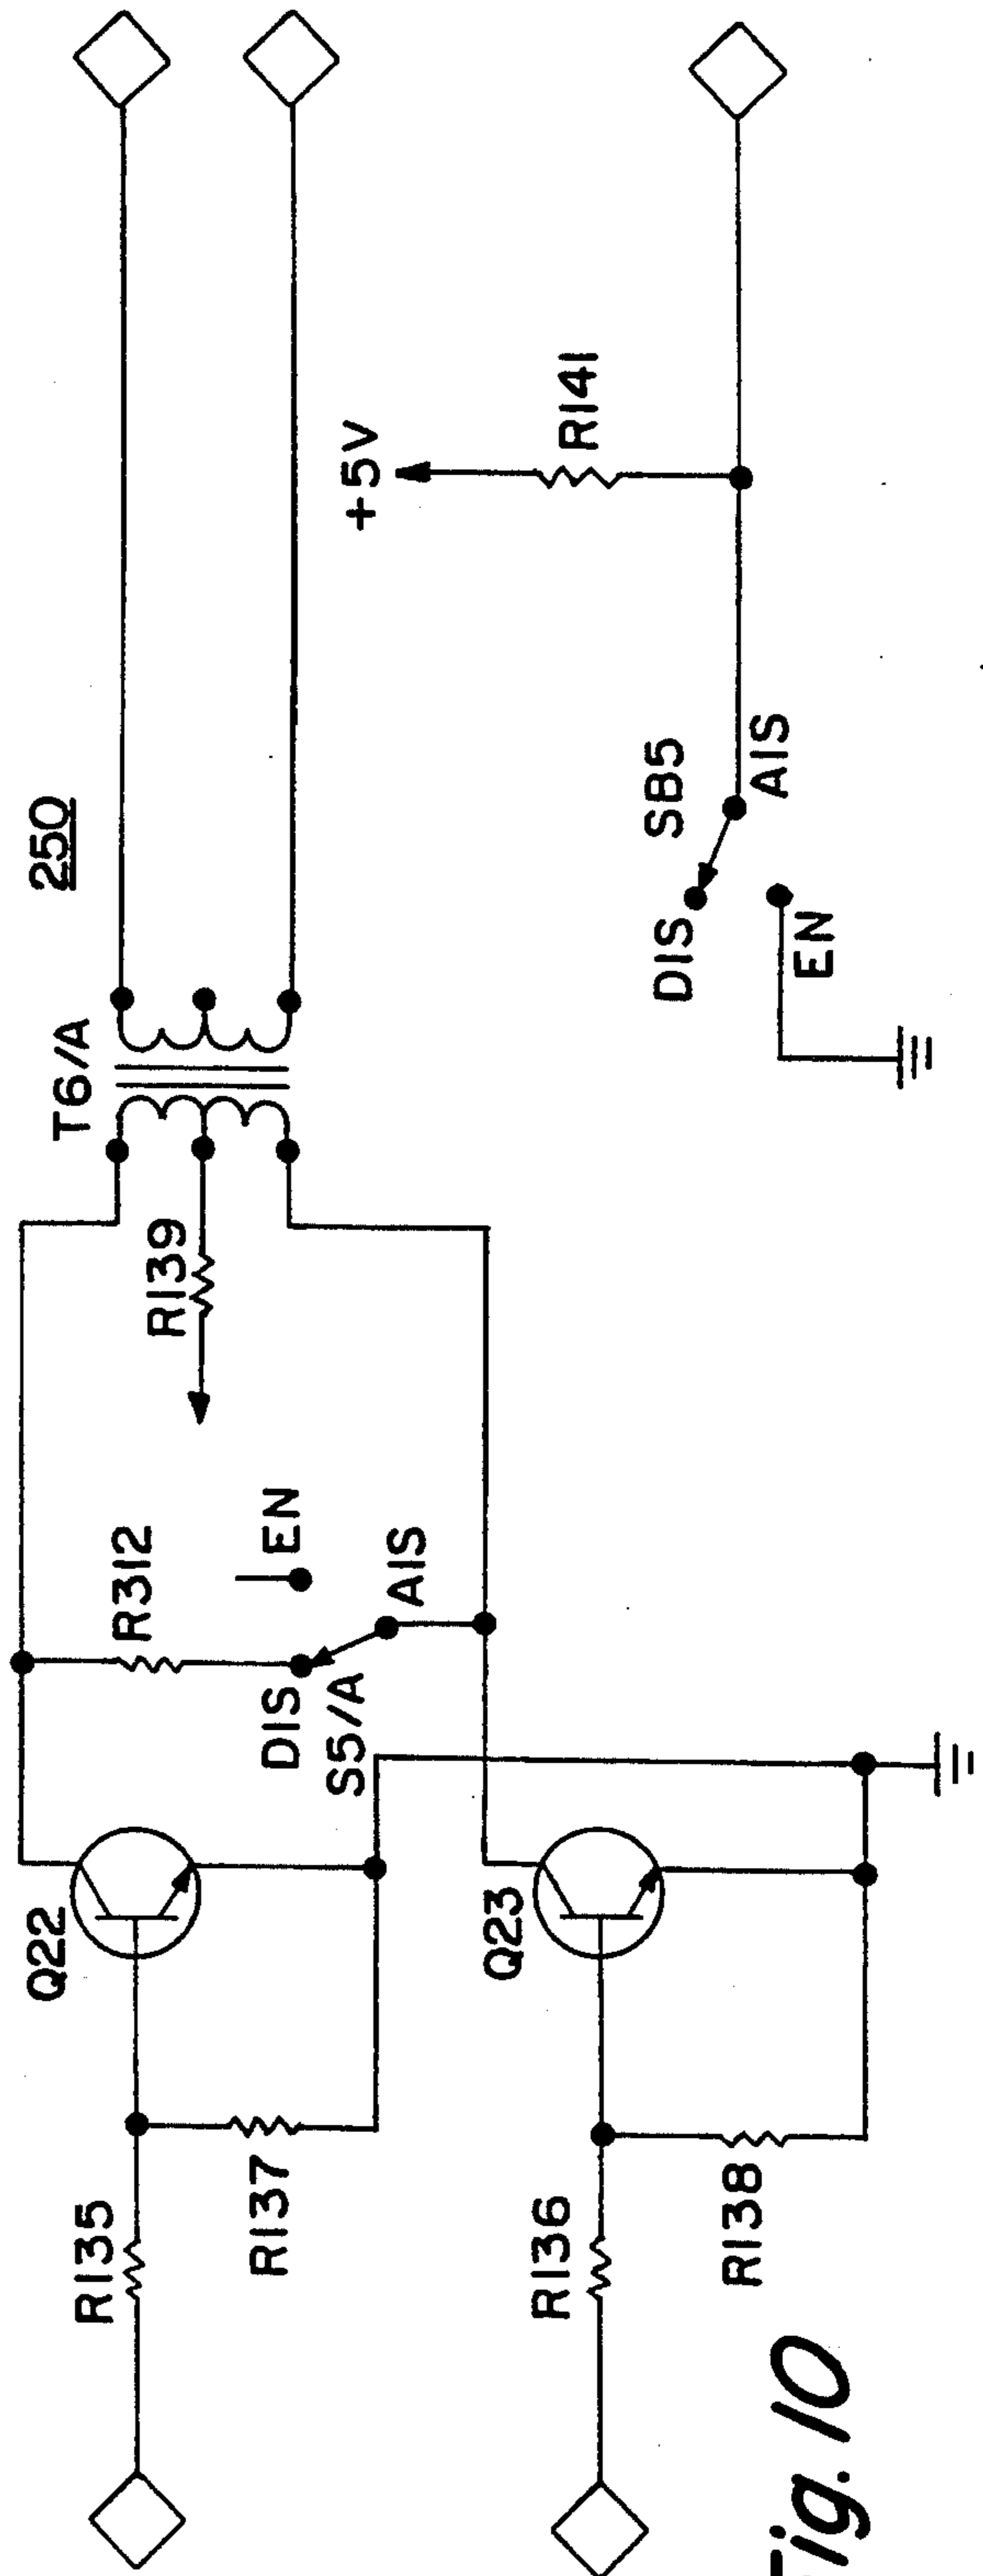 250
T6/A
R139
R312
EN
DIS
AIS
S5/A
Q22
R135
R137
Q23
R136
R138
+5V
R141
SB5
DIS
AIS
EN
Fig. 10